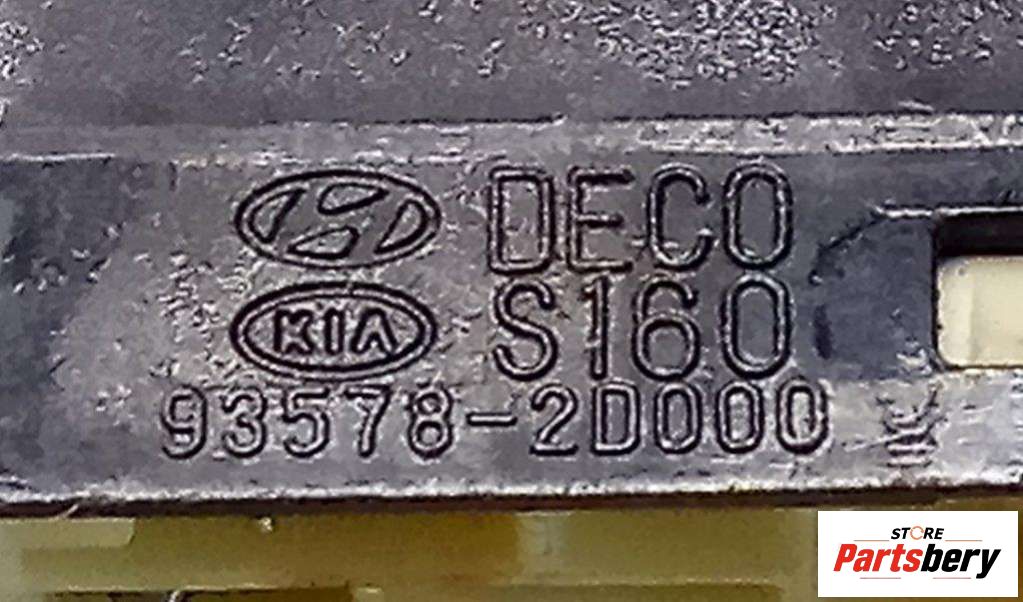 DECO
KIA S160
93578-2D000
STORE
Partsbery